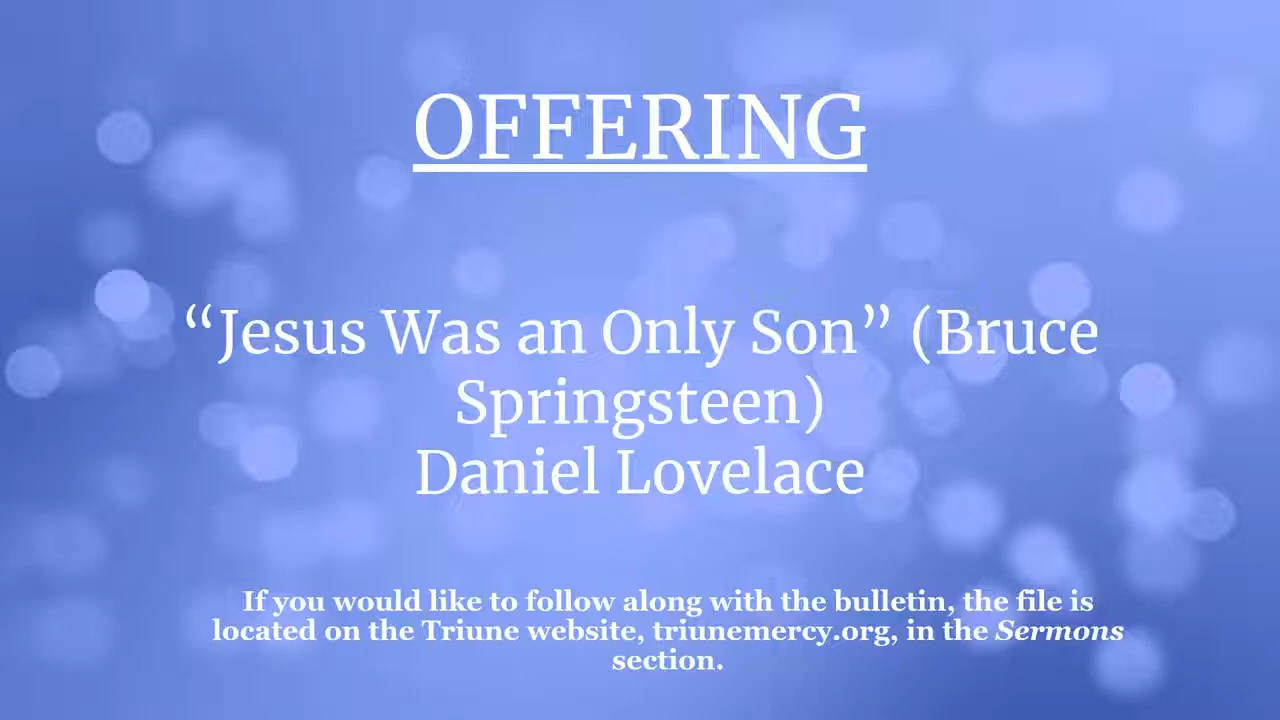 OFFERING
“Jesus Was an Only Son” (Bruce
Springsteen)
Daniel Lovelace
If you would like to follow along with the bulletin, the file is
located on the Triune website, triunemercy.org, in the Sermons
section.